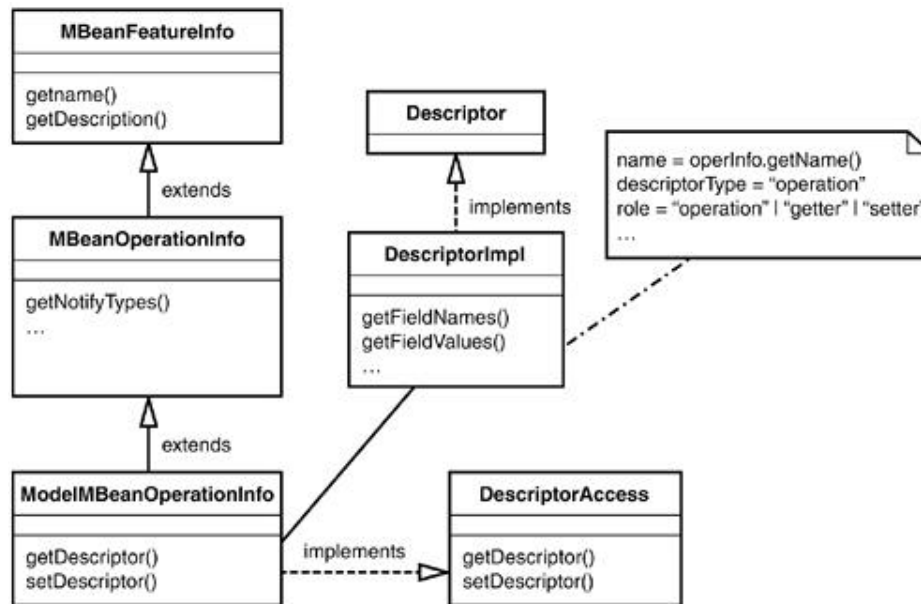 MBeanFeatureInfo
getname()
getDescription()
extends
MBeanOperationInfo
getNotifyTypes()
...
extends
ModelMBeanOperationInfo
getDescriptor()
setDescriptor()
Descriptor
implements
DescriptorImpl
getFieldNames()
getFieldValues()
...
name = operInfo.getName()
descriptorType = “operation”
role = “operation” | “getter” | “setter”
...
implements
DescriptorAccess
getDescriptor()
setDescriptor()